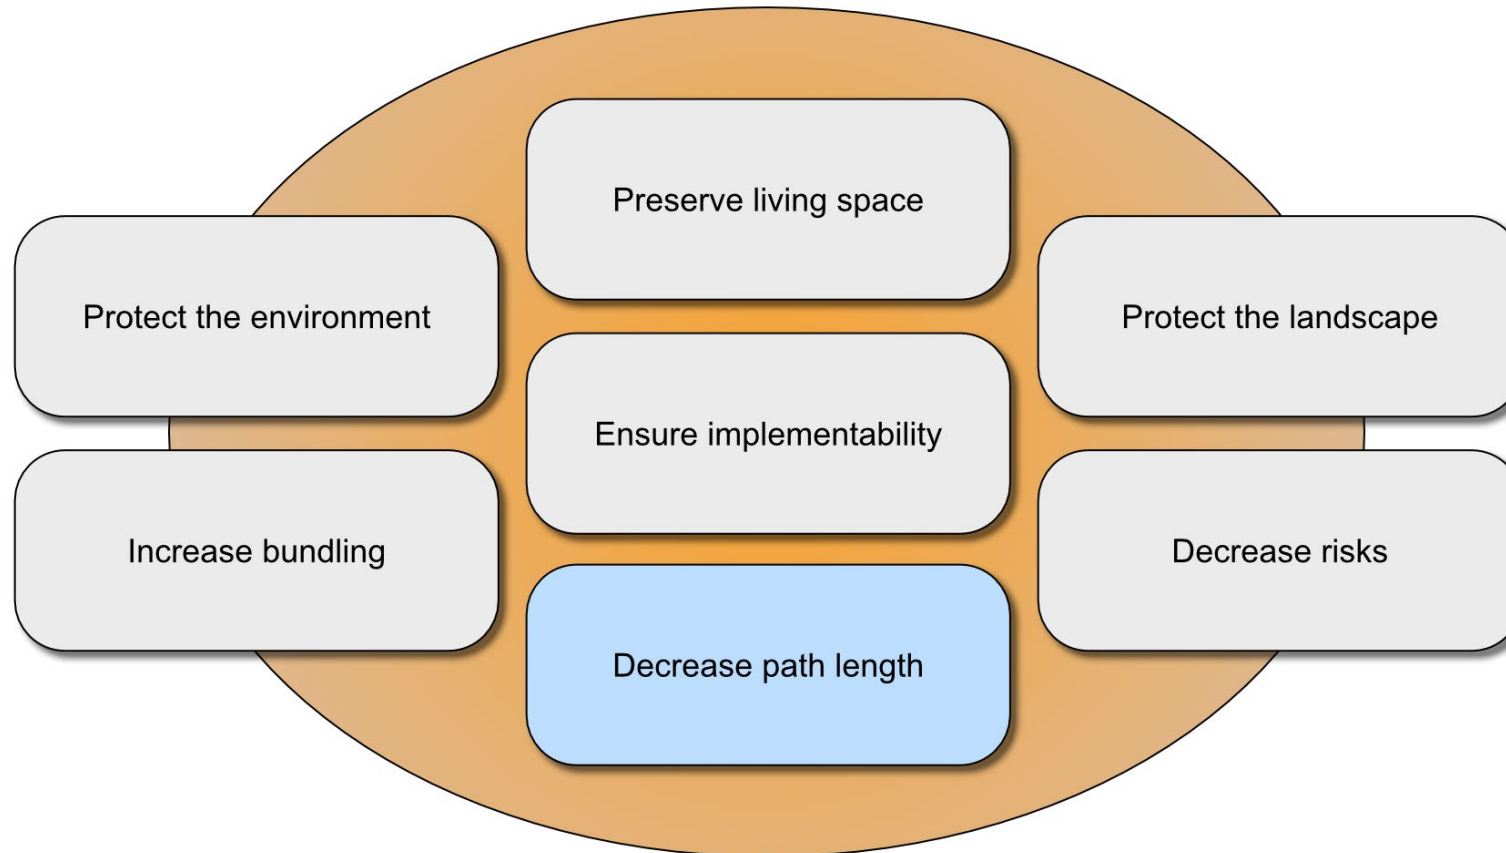 Preserve living space
Protect the environment
Protect the landscape
Ensure implementability
Increase bundling
Decrease risks
Decrease path length